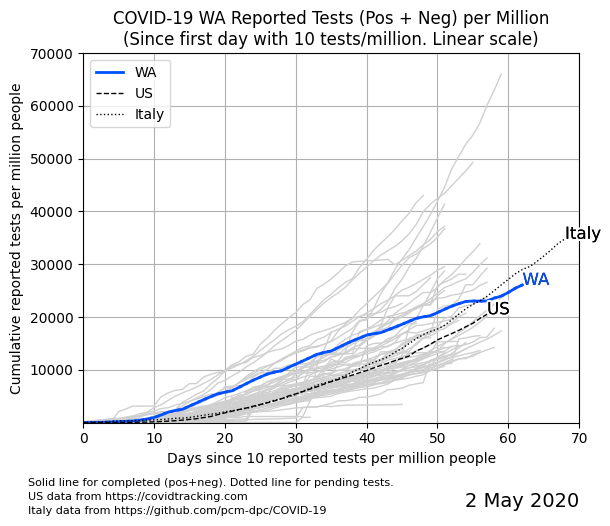 COVID-19 WA Reported Tests (Pos + Neg) per Million
(Since first day with 10 tests/million. Linear scale)
Cumulative reported tests per million people
70000
60000
50000
40000
30000
20000
10000
WA
US
Italy
Italy
WA
US
0 10 20 30 40 50 60 70
Days since 10 reported tests per million people
Solid line for completed (pos+neg). Dotted line for pending tests.
US data from https://covidtracking.com
Italy data from https://github.com/pcm-dpc/COVID-19
2 May 2020